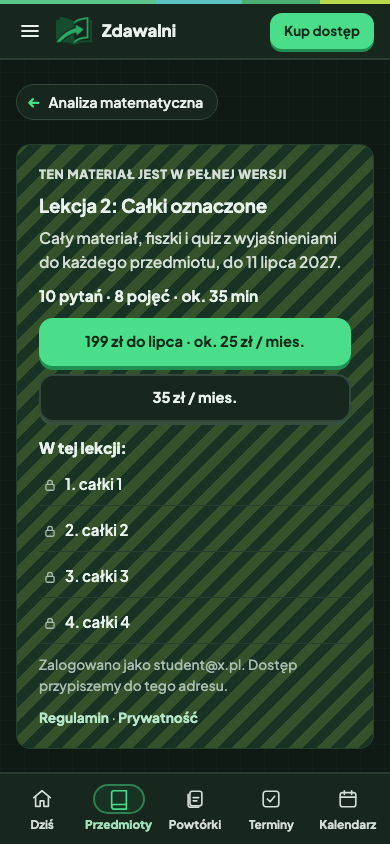 Zdawalni
Kup dostęp
← Analiza matematyczna
TEN MATERIAŁ JEST W PEŁNEJ WERSJI
Lekcja 2: Całki oznaczone
Cały materiał, fiszki i quiz z wyjaśnieniami
do każdego przedmiotu, do 11 lipca 2027.
10 pytań · 8 pojęć · ok. 35 min
199 zł do lipca · ok. 25 zł / mies.
35 zł / mies.
W tej lekcji:
1. całki 1
2. całki 2
3. całki 3
4. całki 4
Zalogowano jako student@x.pl. Dostęp
przypiszemy do tego adresu.
Regulamin · Prywatność
Dziś
Przedmioty
Powtórki
Terminy
Kalendarz